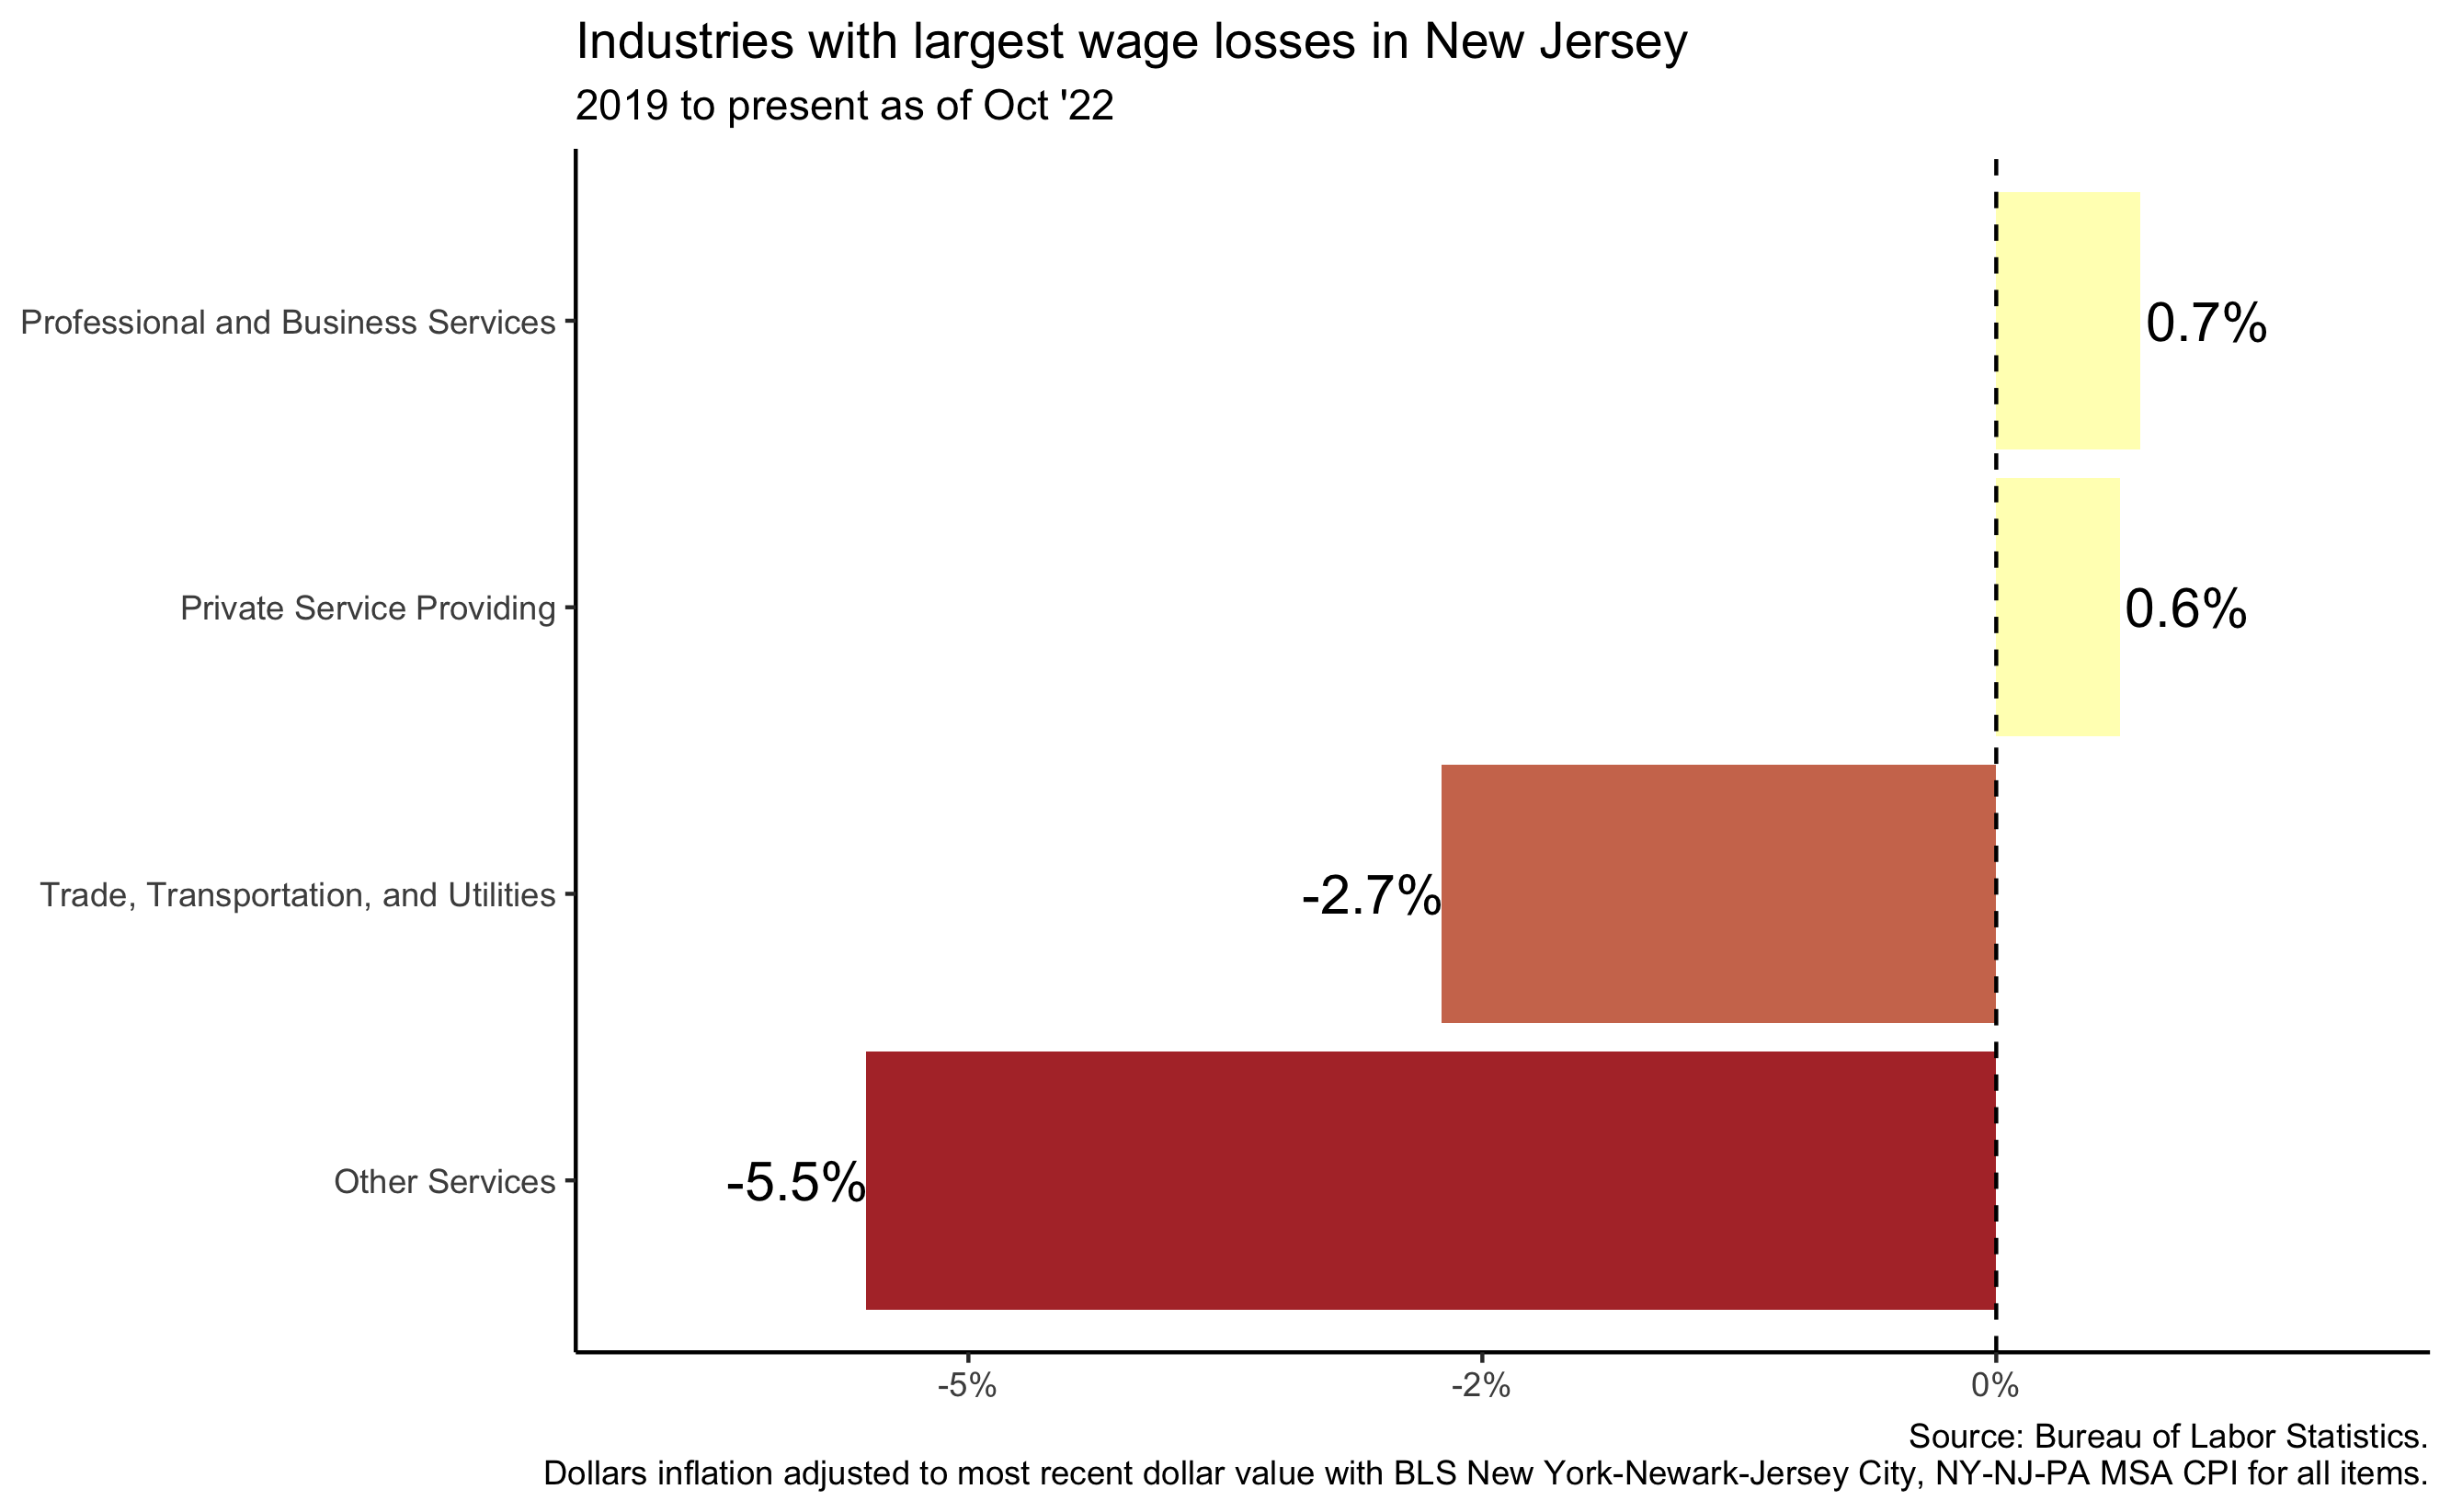 Industries with largest wage losses in New Jersey
2019 to present as of Oct '22
Professional and Business Services
0.7%
Private Service Providing
0.6%
Trade, Transportation, and Utilities
-2.7%
Other Services
-5.5%
-5%
-2%
0%
Source: Bureau of Labor Statistics.
Dollars inflation adjusted to most recent dollar value with BLS New York-Newark-Jersey City, NY-NJ-PA MSA CPI for all items.